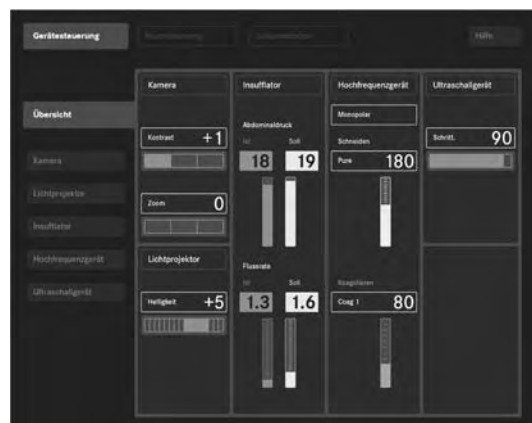 Gerätesteuerung
Hilfe
Übersicht
Kamera
Lichtprojektor
Insufflator
Hochfrequenzgerät
Ultraschallgerät
Kamera
Kontrast +1
Zoom 0
Lichtprojektor
Helligkeit +5
Insufflator
Abdominaldruck
Ist Soll
18 19
Flussrate
Ist Soll
1.3 1.6
Hochfrequenzgerät
Monopolar
Schneiden
Pure 180
Koagulieren
Coag 1 80
Ultraschallgerät
Schritt. 90